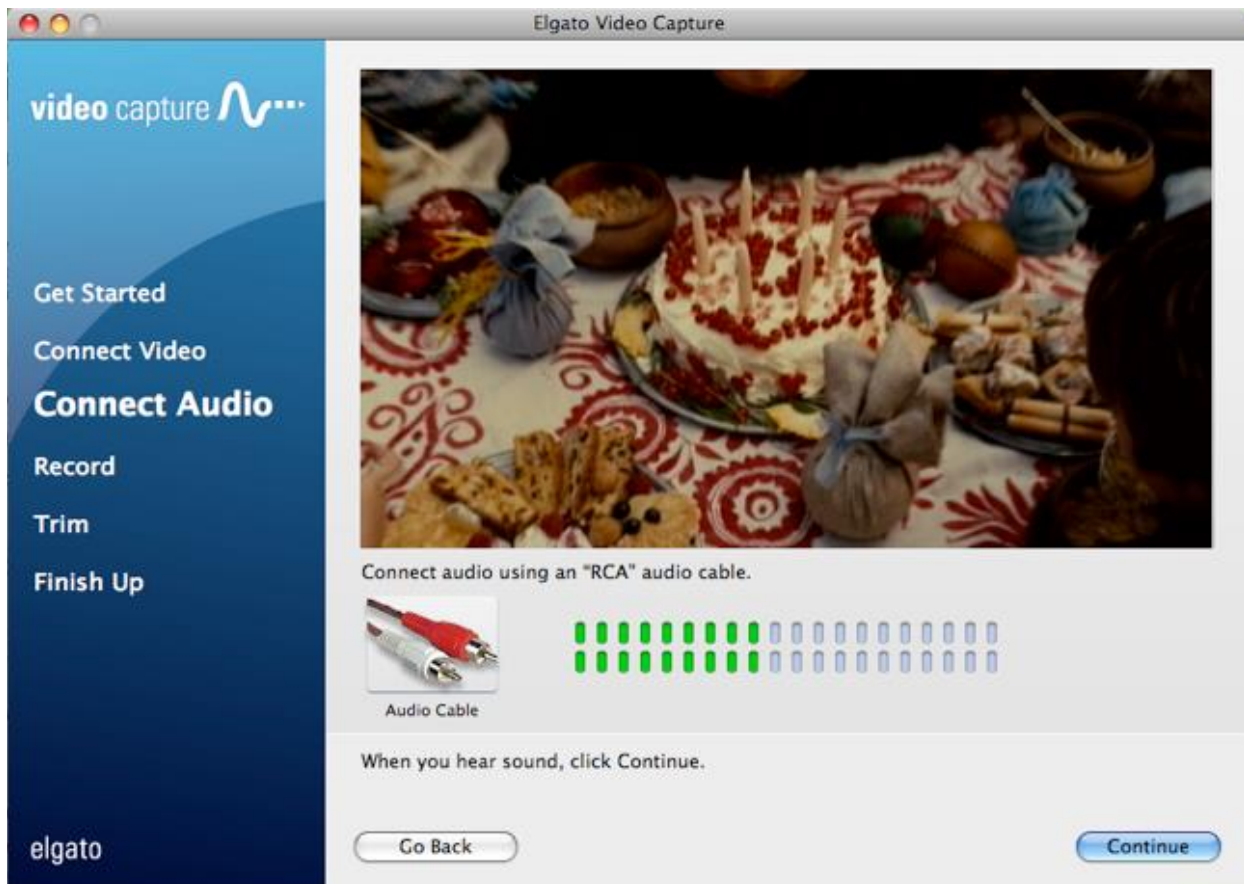 Elgato Video Capture
video capture
Get Started
Connect Video
Connect Audio
Record
Trim
Finish Up
elgato
Connect audio using an "RCA" audio cable.
Audio Cable
When you hear sound, click Continue.
Go Back
Continue